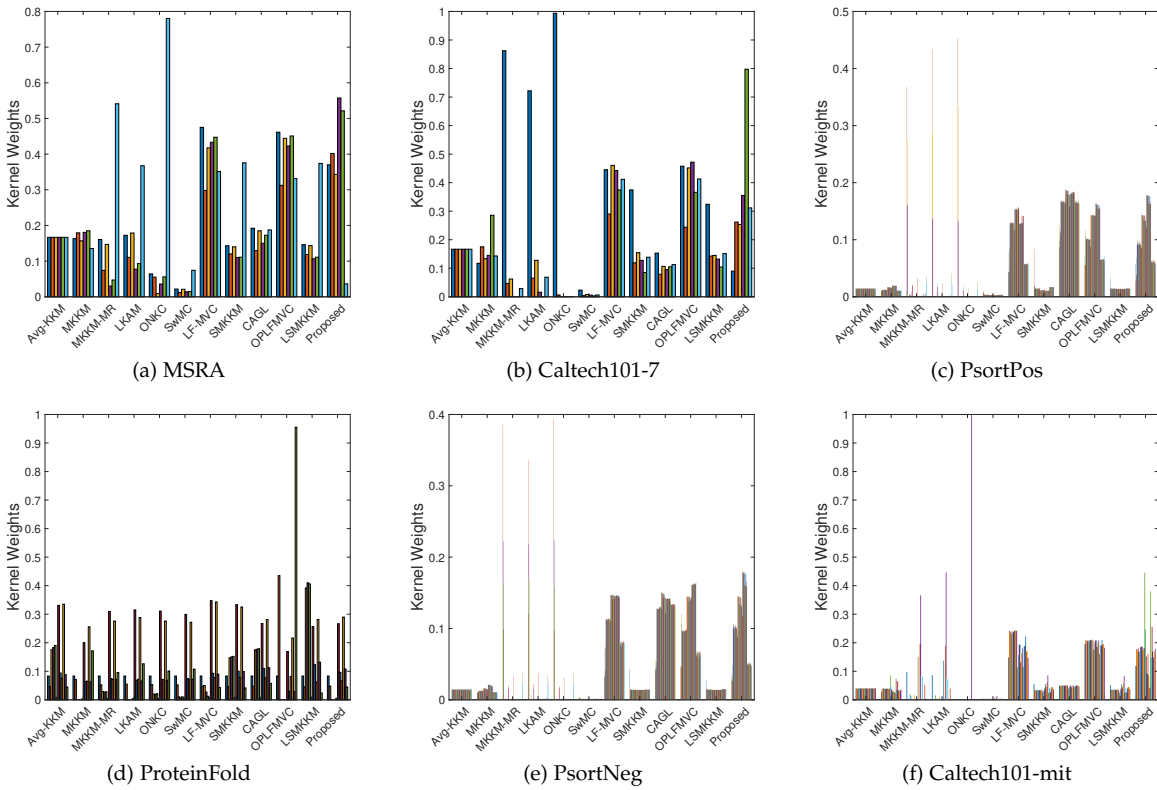 Kernel Weights
0.8
0.7
0.6
0.5
0.4
0.3
0.2
0.1
0
Avg-KKM MKKM MKKM-MR LKAM ONKC SwMC LF-MVC SMKKM CAGL OPLFMVC LSMKKM Proposed
(a) MSRA
Kernel Weights
1
0.9
0.8
0.7
0.6
0.5
0.4
0.3
0.2
0.1
0
Avg-KKM MKKM MKKM-MR LKAM ONKC SwMC LF-MVC SMKKM CAGL OPLFMVC LSMKKM Proposed
(b) Caltech101-7
Kernel Weights
0.5
0.4
0.3
0.2
0.1
0
Avg-KKM MKKM MKKM-MR LKAM ONKC SwMC LF-MVC SMKKM CAGL OPLFMVC LSMKKM Proposed
(c) PsortPos
Kernel Weights
1
0.9
0.8
0.7
0.6
0.5
0.4
0.3
0.2
0.1
0
Avg-KKM MKKM MKKM-MR LKAM ONKC SwMC LF-MVC SMKKM CAGL OPLFMVC LSMKKM Proposed
(d) ProteinFold
Kernel Weights
0.4
0.3
0.2
0.1
0
Avg-KKM MKKM MKKM-MR LKAM ONKC SwMC LF-MVC SMKKM CAGL OPLFMVC LSMKKM Proposed
(e) PsortNeg
Kernel Weights
1
0.9
0.8
0.7
0.6
0.5
0.4
0.3
0.2
0.1
0
Avg-KKM MKKM MKKM-MR LKAM ONKC SwMC LF-MVC SMKKM CAGL OPLFMVC LSMKKM Proposed
(f) Caltech101-mit